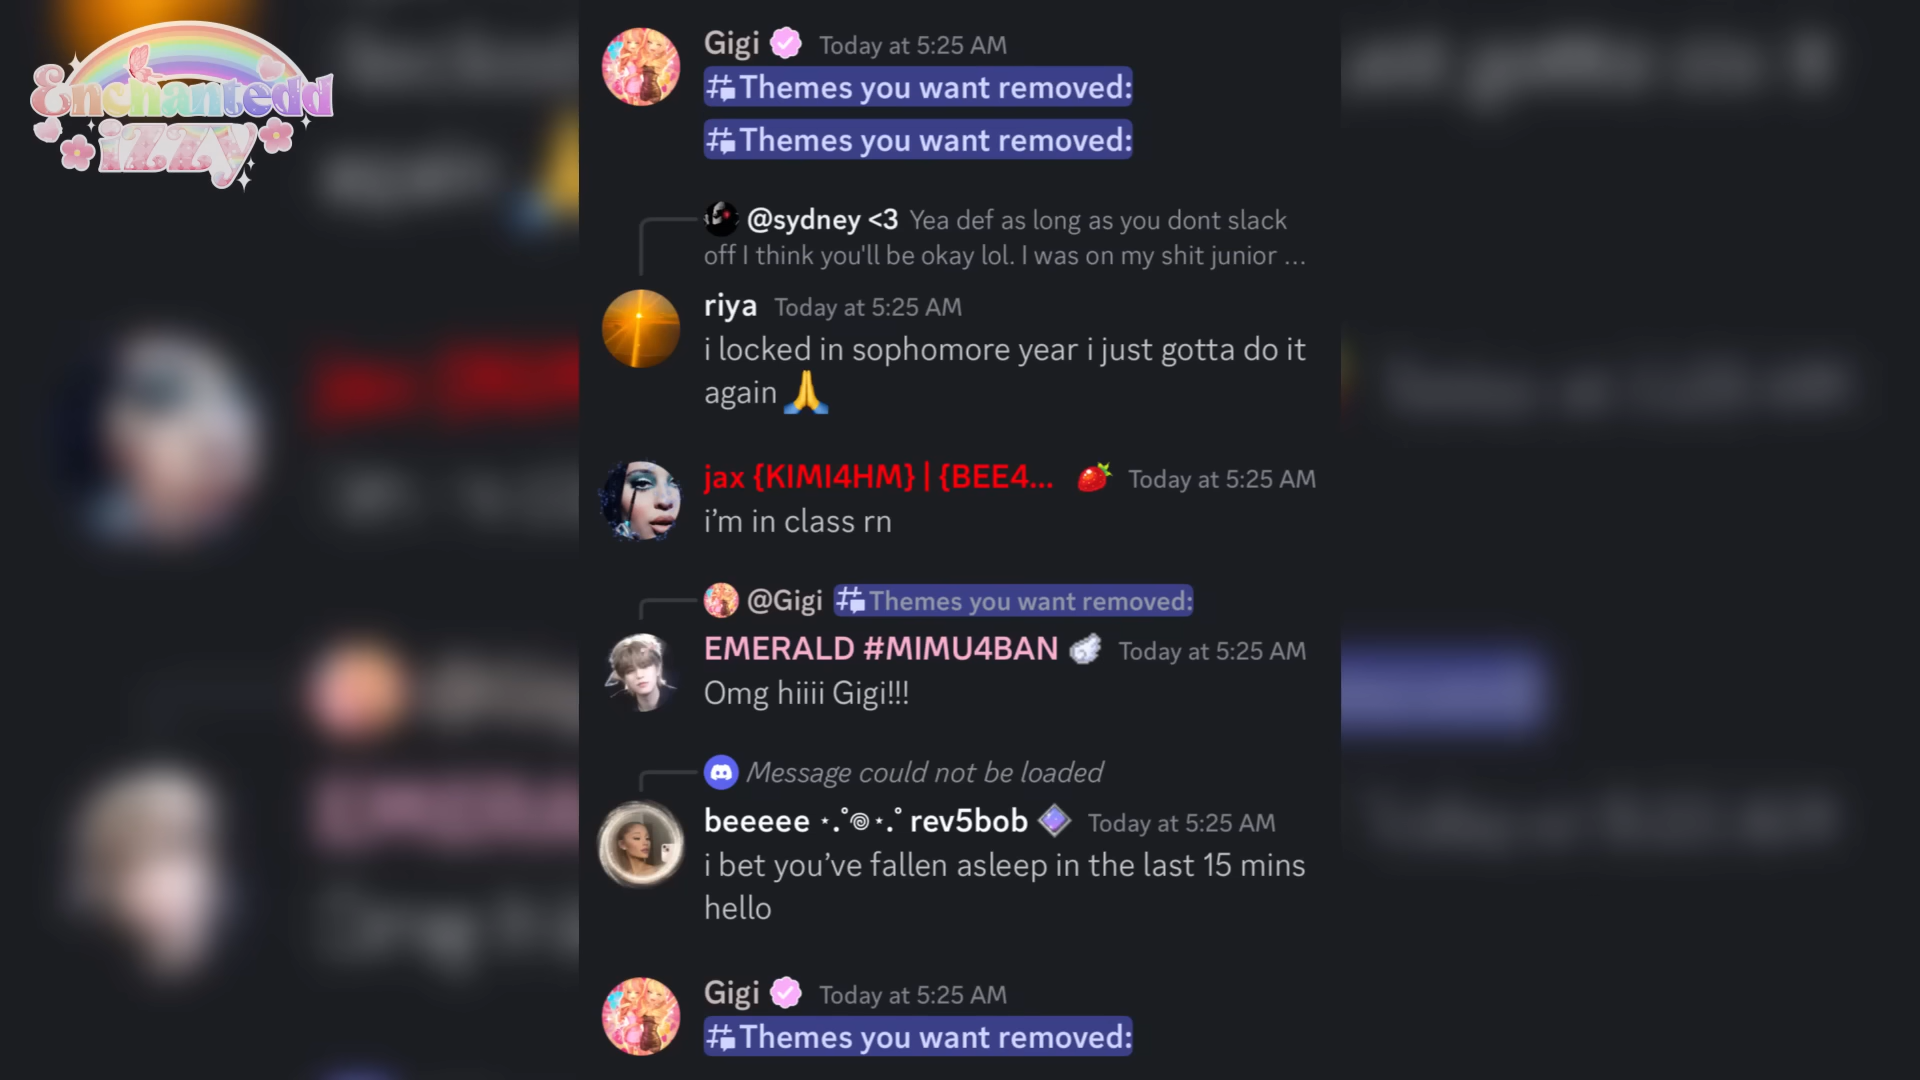 Enchantedd
izzy
Gigi Today at 5:25 AM
# Themes you want removed:
# Themes you want removed:
@sydney <3 Yea def as long as you dont slack
off I think you'll be okay lol. I was on my shit junior ...
riya Today at 5:25 AM
i locked in sophomore year i just gotta do it
again 🙏
jax {KIMI4HM} | {BEE4... 🍓 Today at 5:25 AM
i’m in class rn
@Gigi # Themes you want removed:
EMERALD #MIMU4BAN 🪽 Today at 5:25 AM
Omg hiiii Gigi!!!
Message could not be loaded
beeeee ⋆.˚࿔⋆.˚ rev5bob Today at 5:25 AM
i bet you’ve fallen asleep in the last 15 mins
hello
Gigi Today at 5:25 AM
# Themes you want removed: